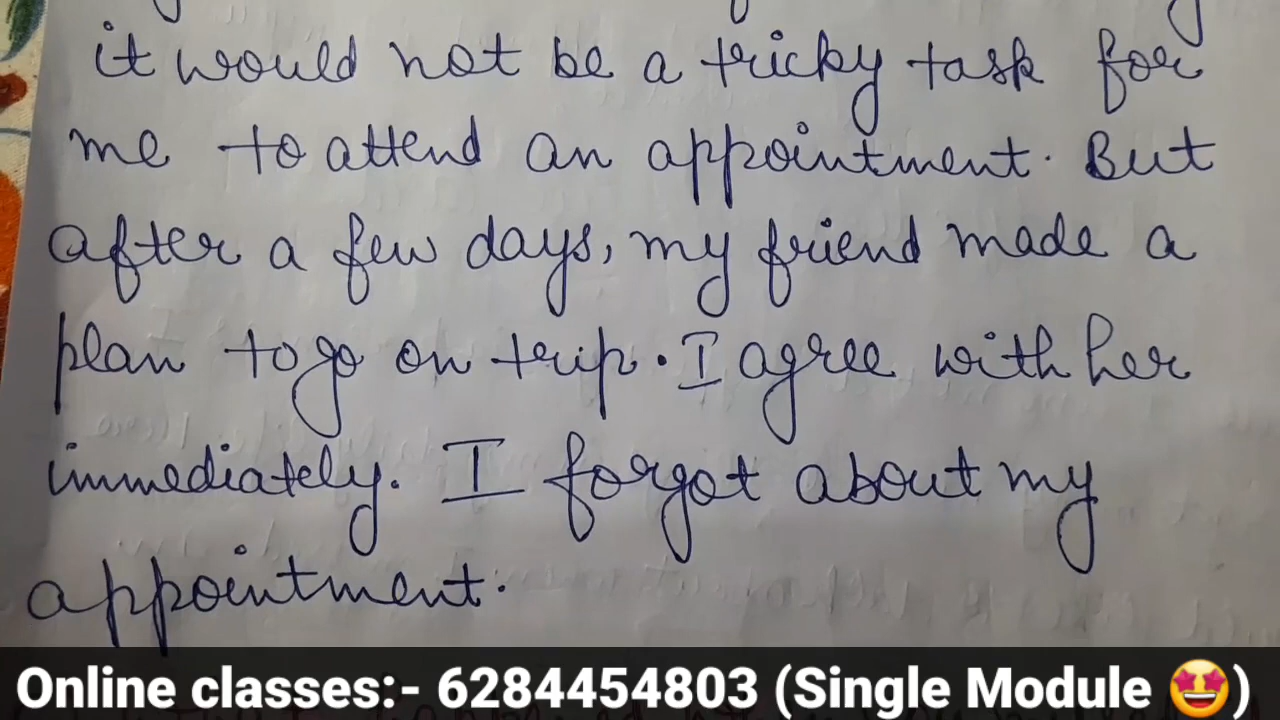 it would not be a tricky task for
me to attend an appointment. But
after a few days, my friend made a
plan to go on trip. I agree with her
immediately. I forgot about my
appointment.
Online classes:- 6284454803 (Single Module 🤩)